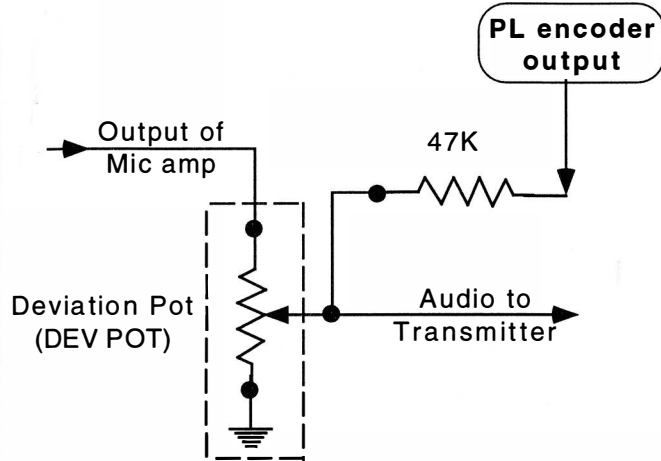 PL encoder
output
Output of
Mic amp
47K
Deviation Pot
(DEV POT)
Audio to
Transmitter